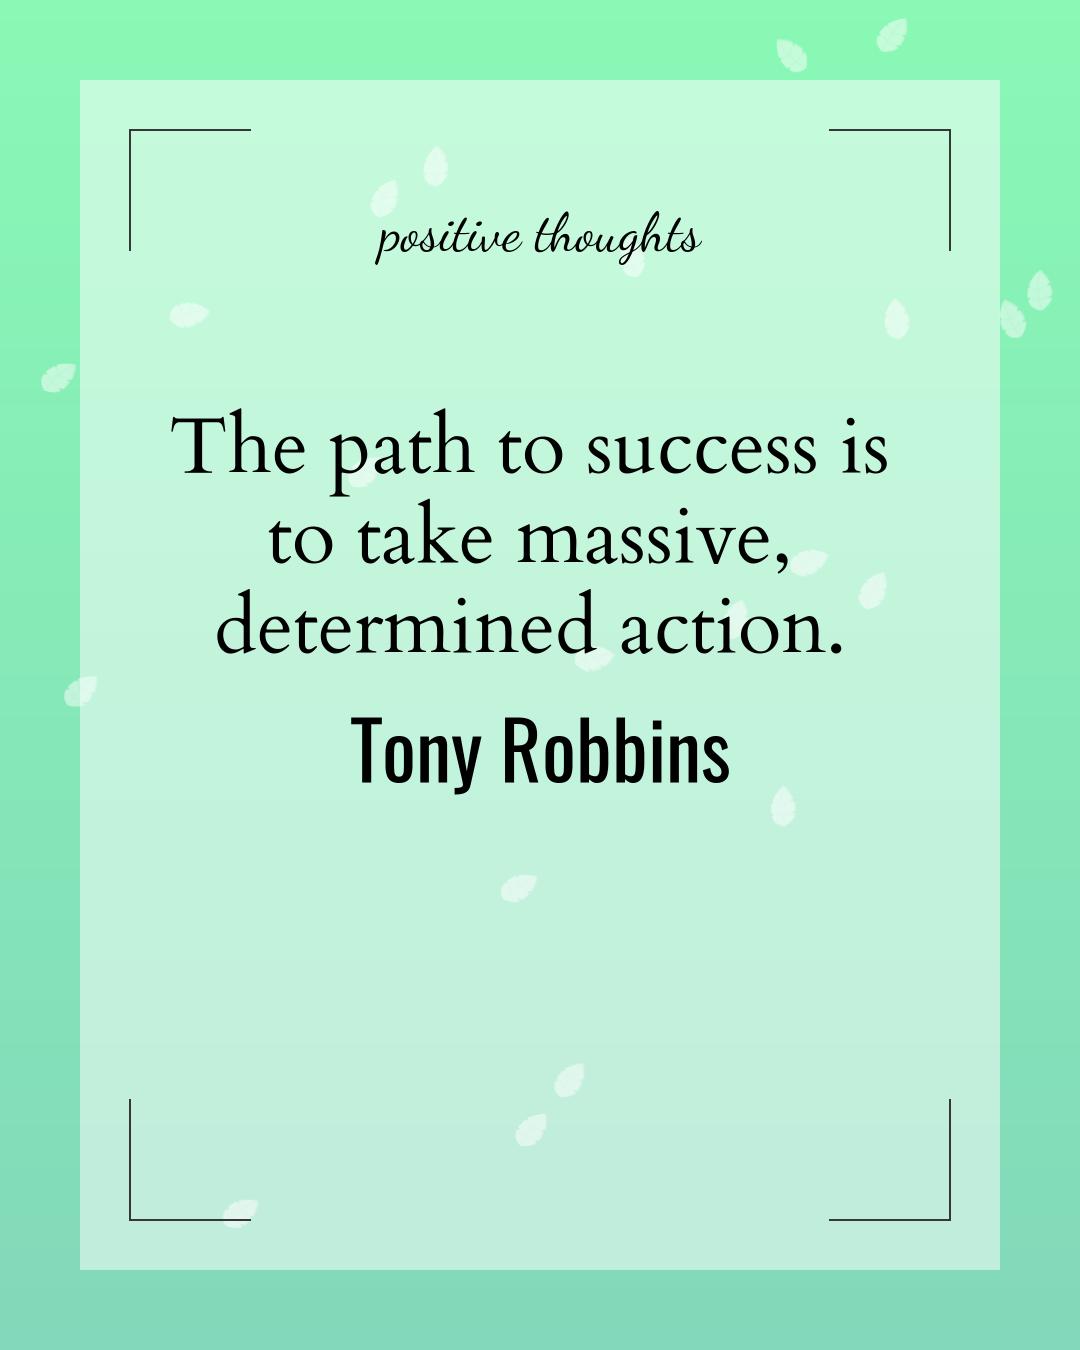 positive thoughts
The path to success is
to take massive,
determined action.
Tony Robbins